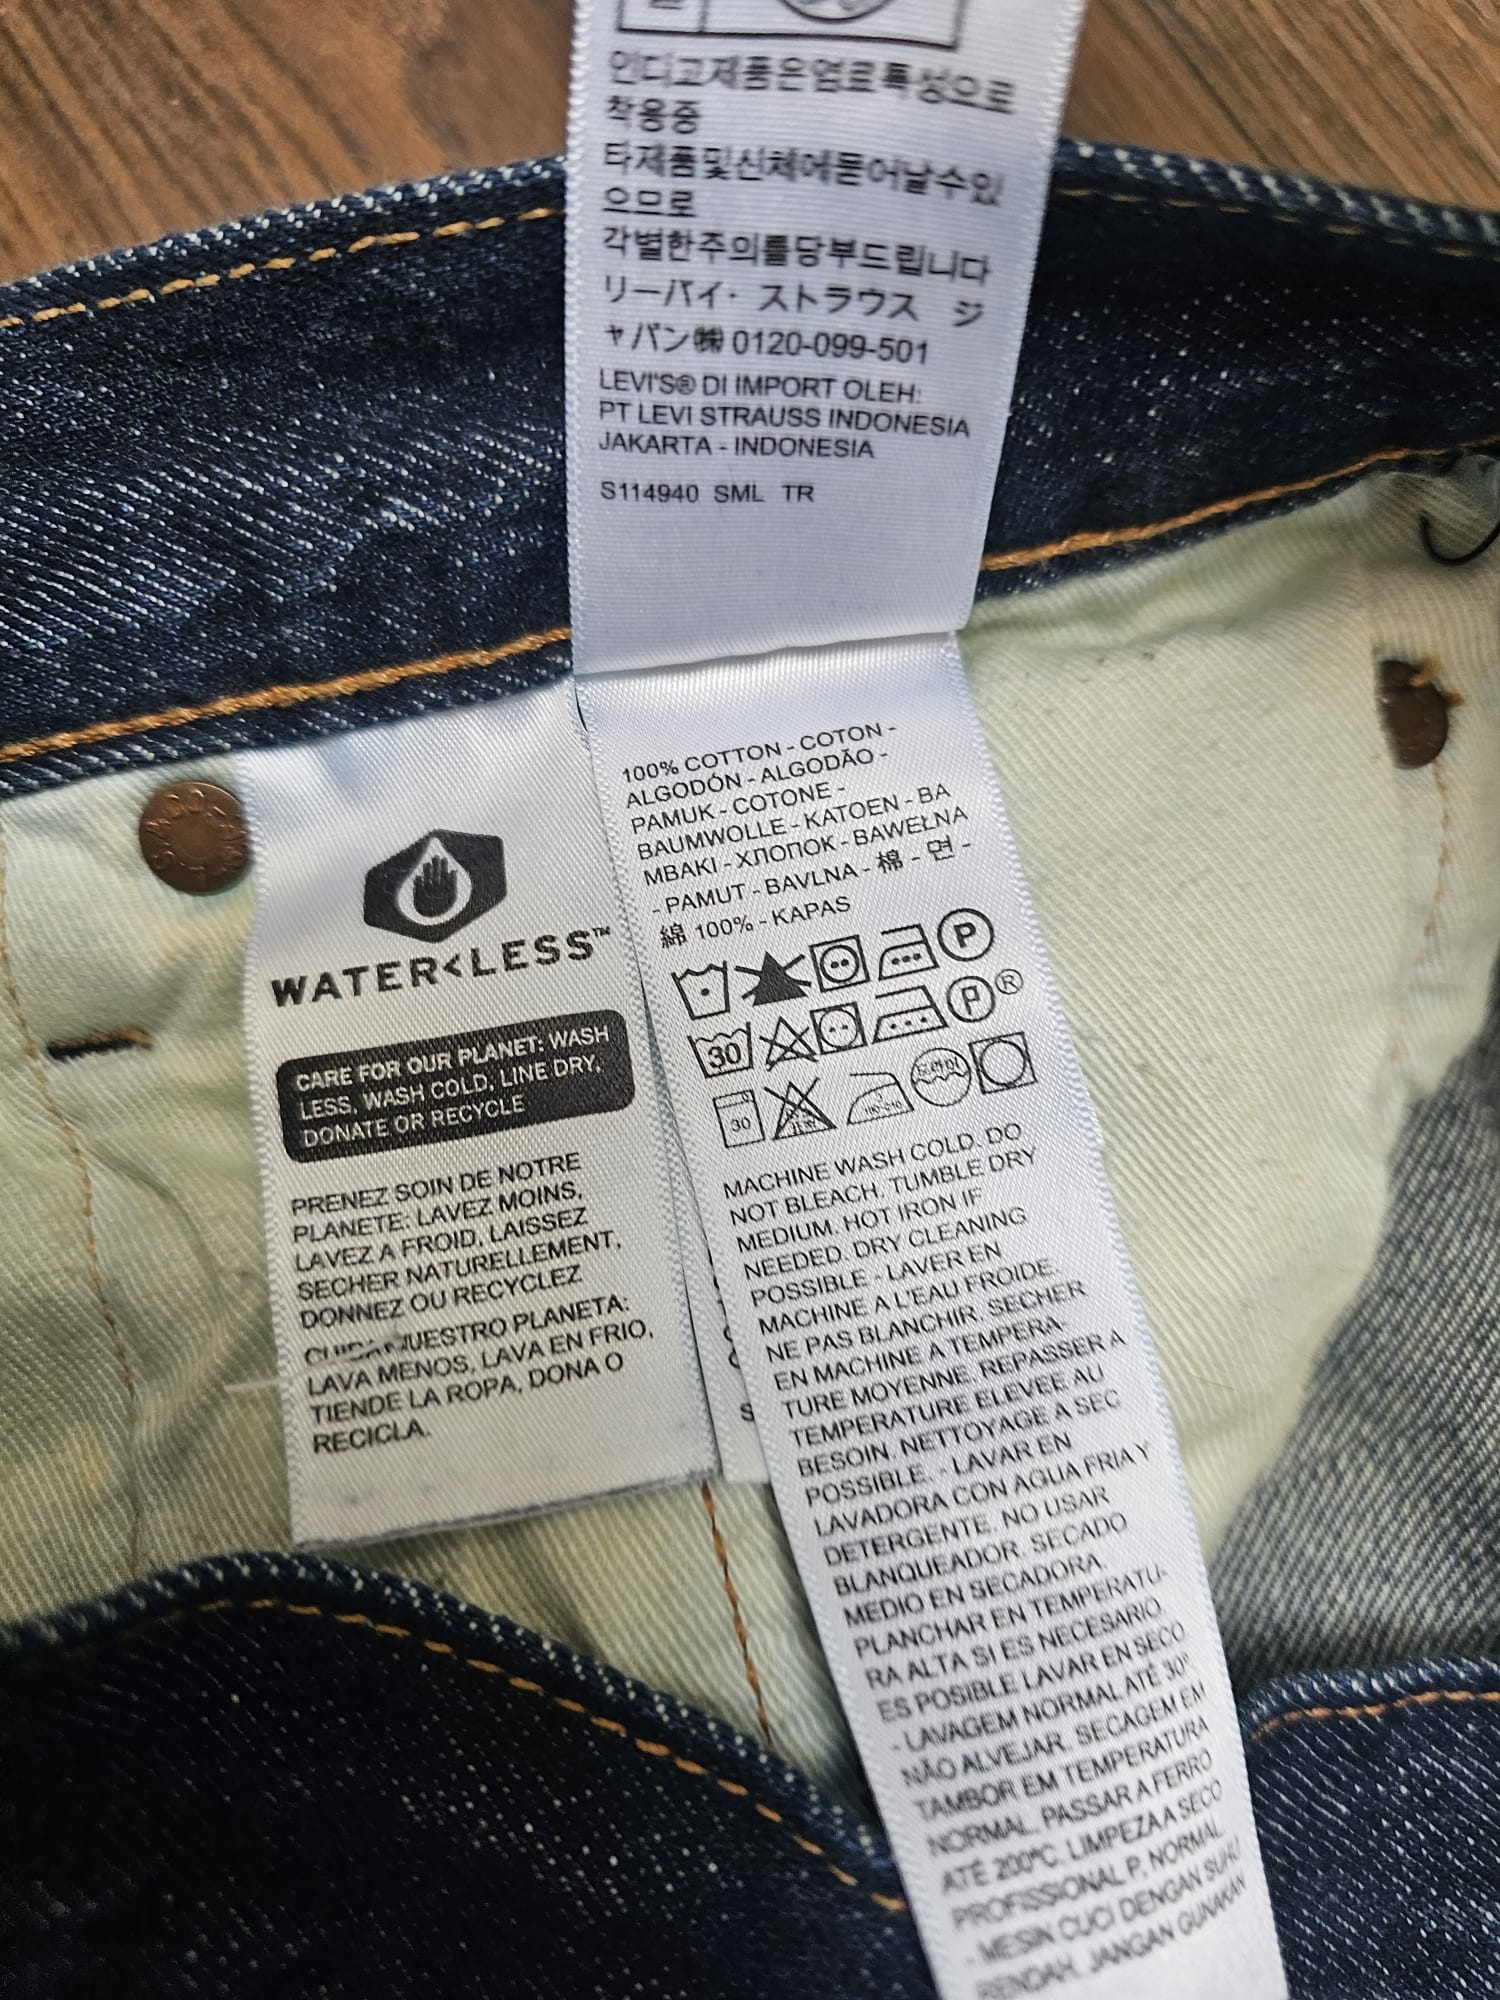 인디고제품은염료특성으로
착용중
타제품및신체에묻어날수있
으므로
각별한주의를당부드립니다
リーバイ・ストラウス ジ
ャパン㈱ 0120-099-501
LEVI'S® DI IMPORT OLEH:
PT LEVI STRAUSS INDONESIA
JAKARTA - INDONESIA
S114940 SML TR
WATER<LESS™
CARE FOR OUR PLANET: WASH
LESS, WASH COLD, LINE DRY,
DONATE OR RECYCLE
PRENEZ SOIN DE NOTRE
PLANETE: LAVEZ MOINS,
LAVEZ A FROID, LAISSEZ
SECHER NATURELLEMENT,
DONNEZ OU RECYCLEZ
NUESTRO PLANETA:
LAVA MENOS, LAVA EN FRIO,
TIENDE LA ROPA, DONA O
RECICLA.
100% COTTON - COTON -
ALGODÓN - ALGODÃO -
PAMUK - COTONE -
BAUMWOLLE - KATOEN - BA
MBAKI - ХЛОПОК - BAWEŁNA
- PAMUT - BAVLNA - 棉 - 면 -
綿 100% - KAPAS
P
30 P ®
30
MACHINE WASH COLD. DO
NOT BLEACH. TUMBLE DRY
MEDIUM. HOT IRON IF
NEEDED. DRY CLEANING
POSSIBLE - LAVER EN
MACHINE A L'EAU FROIDE.
NE PAS BLANCHIR. SECHER
EN MACHINE A TEMPERA-
TURE MOYENNE. REPASSER A
TEMPERATURE ELEVEE AU
BESOIN. NETTOYAGE A SEC
POSSIBLE. - LAVAR EN
LAVADORA CON AGUA FRIA Y
DETERGENTE. NO USAR
BLANQUEADOR. SECADO
MEDIO EN SECADORA.
PLANCHAR EN TEMPERATU-
RA ALTA SI ES NECESARIO.
ES POSIBLE LAVAR EN SECO
- LAVAGEM NORMAL ATÉ 30°
NÃO ALVEJAR. SECAGEM EM
TAMBOR EM TEMPERATURA
NORMAL. PASSAR A FERRO
ATÉ 200°C. LIMPEZA A SECO
PROFISSIONAL P. NORMAL
- MESIN CUCI DENGAN SUHU
RENDAH. JANGAN GUNAKAN